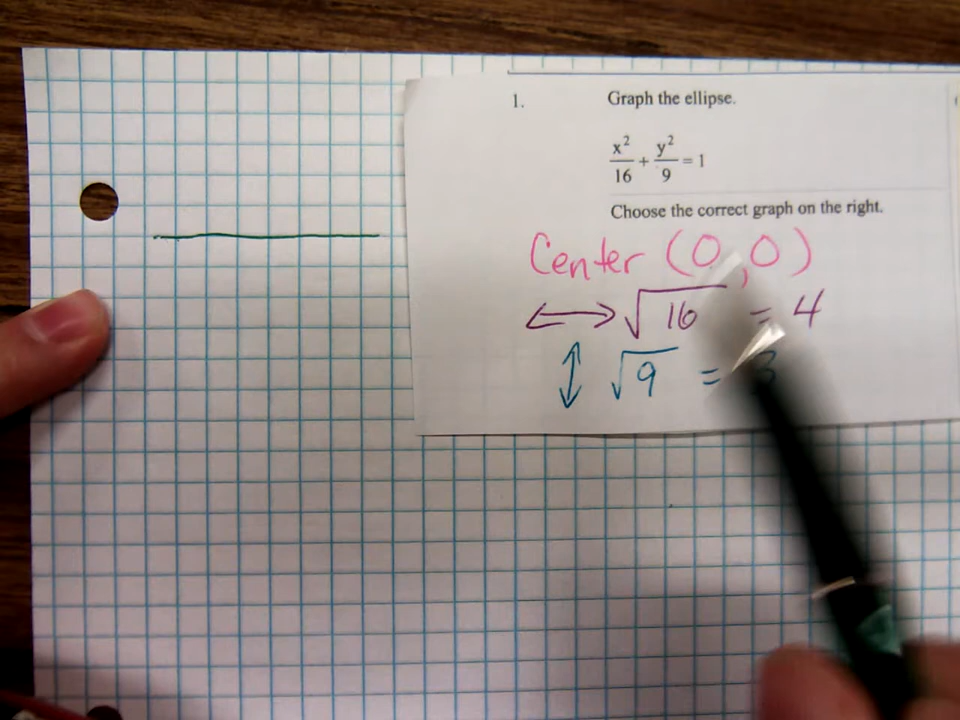 1. Graph the ellipse.
x²/16 + y²/9 = 1
Choose the correct graph on the right.
Center (0,0)
√16 = 4
√9 = 3